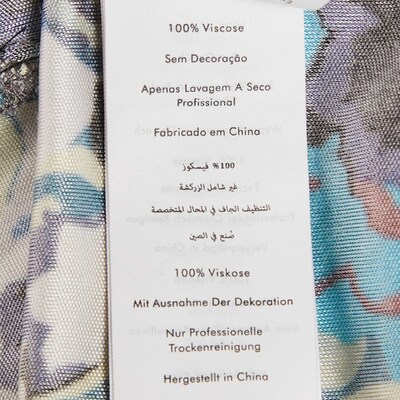 100% Viscose
Sem Decoração
Apenas Lavagem A Seco
Profissional
Fabricado em China
100% فيسكوز
غير شامل الزركشة
التنظيف الجاف في المحال المتخصصة
صُنع في الصين
100% Viskose
Mit Ausnahme Der Dekoration
Nur Professionelle
Trockenreinigung
Hergestellt in China